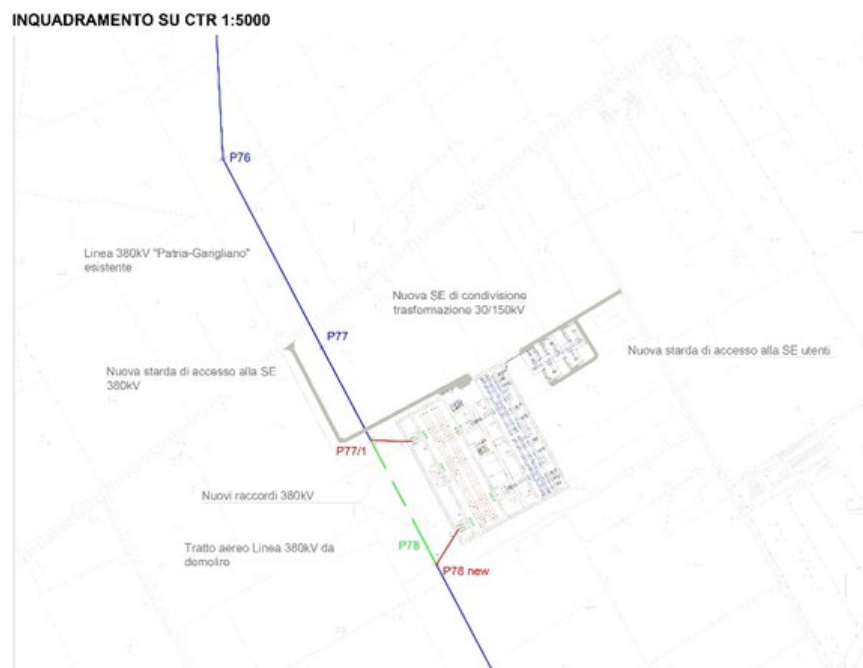 INQUADRAMENTO SU CTR 1:5000
P76
Linea 380kV "Patria-Garigliano"
esistente
Nuova SE di condivisione
trasformazione 30/150kV
P77
Nuova starda di accesso alla SE utenti
Nuova starda di accesso alla SE
380kV
P77/1
Nuovi raccordi 380kV
P78
Tratto aereo Linea 380kV da
demolire
P78 new